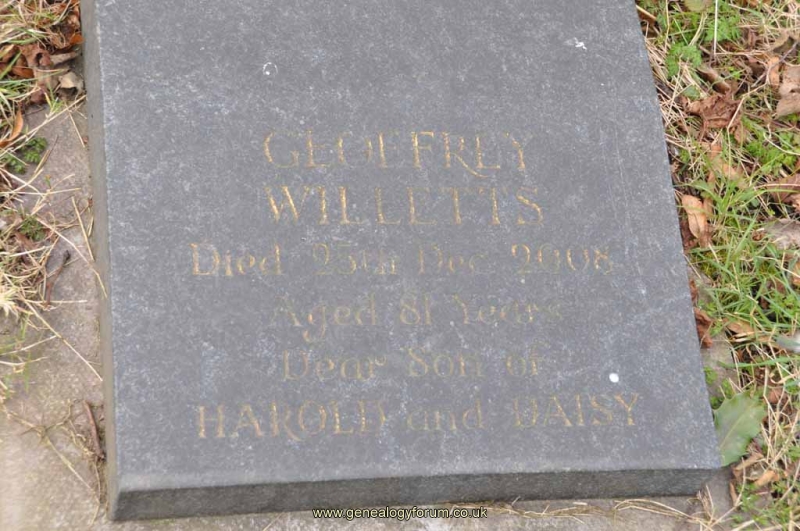 GEOFFREY
WILLETTS
Died 25th Dec 2008
Aged 81 Years
Dear Son of
HAROLD and DAISY
www.genealogyforum.co.uk